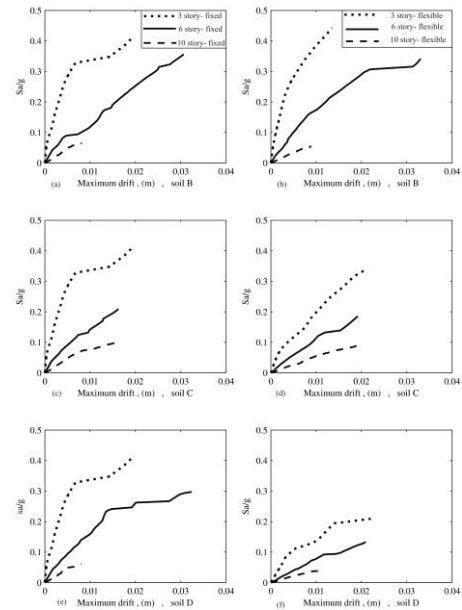 3 story- fixed
6 story- fixed
10 story- fixed
0.5
0.4
0.3
0.2
0.1
0
Sa/g
0 0.01 0.02 0.03 0.04
(a) Maximum drift , (m) , soil B
3 story- flexible
6 story- flexible
10 story- flexible
0.5
0.4
0.3
0.2
0.1
0
Sa/g
0 0.01 0.02 0.03 0.04
(b) Maximum drift , (m) , soil B
0.5
0.4
0.3
0.2
0.1
0
Sa/g
0 0.01 0.02 0.03 0.04
(c) Maximum drift , (m) , soil C
0.5
0.4
0.3
0.2
0.1
0
Sa/g
0 0.01 0.02 0.03 0.04
(d) Maximum drift , (m) , soil C
0.5
0.4
0.3
0.2
0.1
0
sa/g
0 0.01 0.02 0.03 0.04
(e) Maximum drift , (m) , soil D
0.5
0.4
0.3
0.2
0.1
0
Sa/g
0 0.01 0.02 0.03 0.04
(f) Maximum drift , (m) , soil D